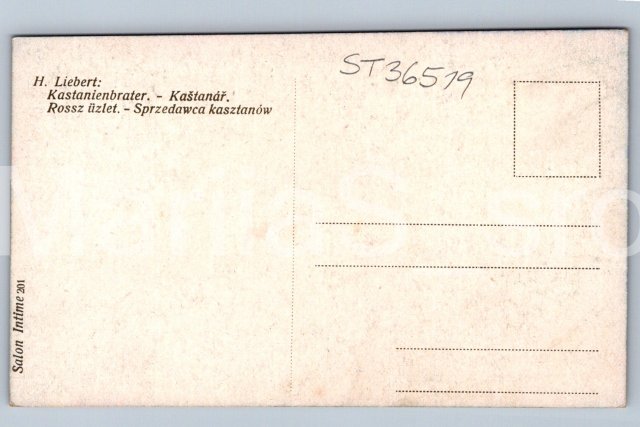 H. Liebert:
Kastanienbrater. - Kaštanář.
Rossz üzlet. - Sprzedawca kasztanów
ST36519
Salon Intime 201